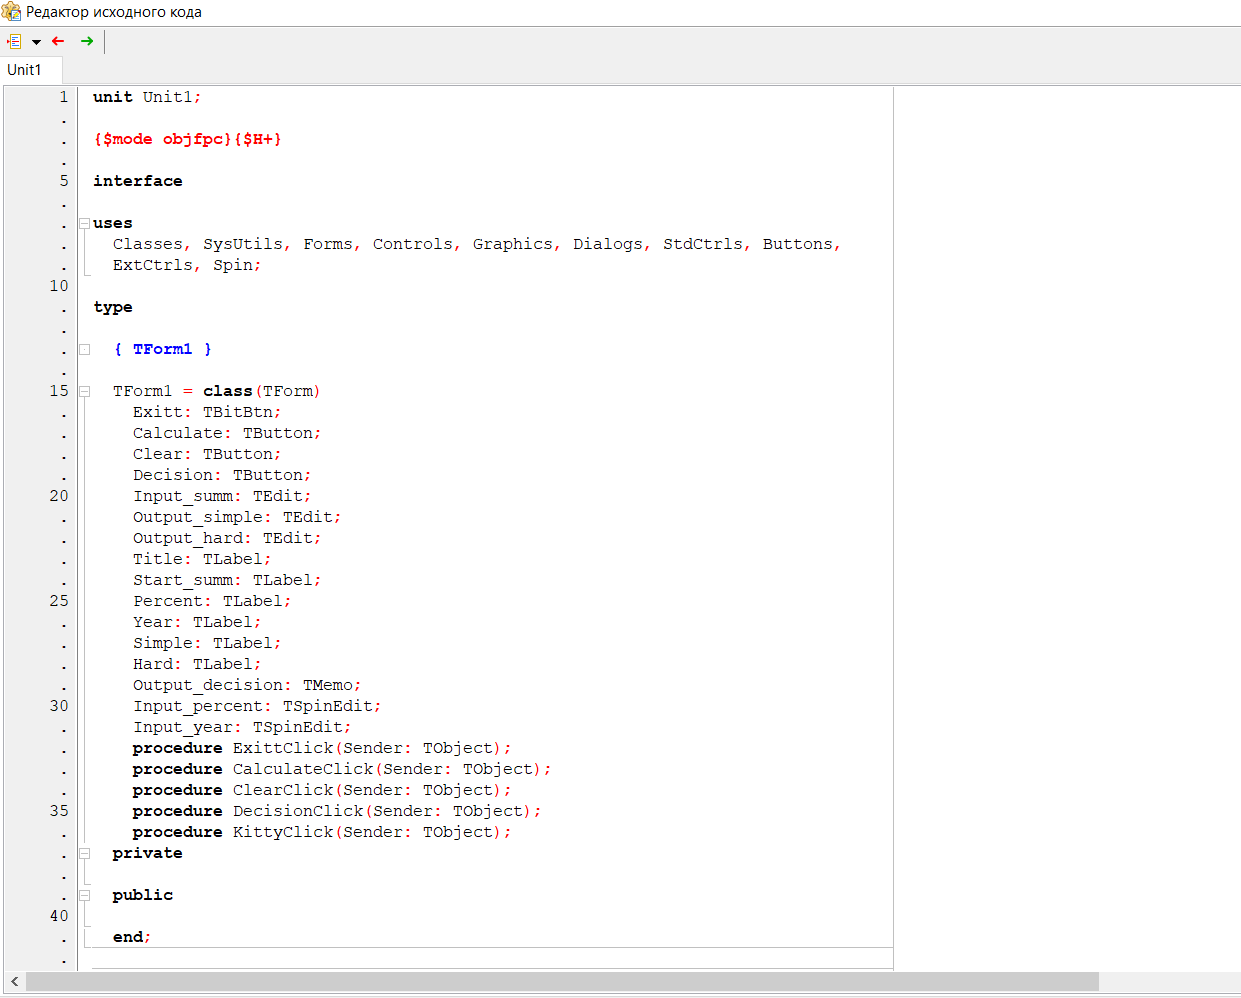 Редактор исходного кода
Unit1
1 unit Unit1;
.
. {$mode objfpc}{$H+}
.
5 interface
.
. uses
. Classes, SysUtils, Forms, Controls, Graphics, Dialogs, StdCtrls, Buttons,
. ExtCtrls, Spin;
10
. type
.
. { TForm1 }
.
15 TForm1 = class(TForm)
. Exitt: TBitBtn;
. Calculate: TButton;
. Clear: TButton;
. Decision: TButton;
20 Input_summ: TEdit;
. Output_simple: TEdit;
. Output_hard: TEdit;
. Title: TLabel;
. Start_summ: TLabel;
25 Percent: TLabel;
. Year: TLabel;
. Simple: TLabel;
. Hard: TLabel;
. Output_decision: TMemo;
30 Input_percent: TSpinEdit;
. Input_year: TSpinEdit;
. procedure ExittClick(Sender: TObject);
. procedure CalculateClick(Sender: TObject);
. procedure ClearClick(Sender: TObject);
35 procedure DecisionClick(Sender: TObject);
. procedure KittyClick(Sender: TObject);
. private
.
. public
40
. end;
.